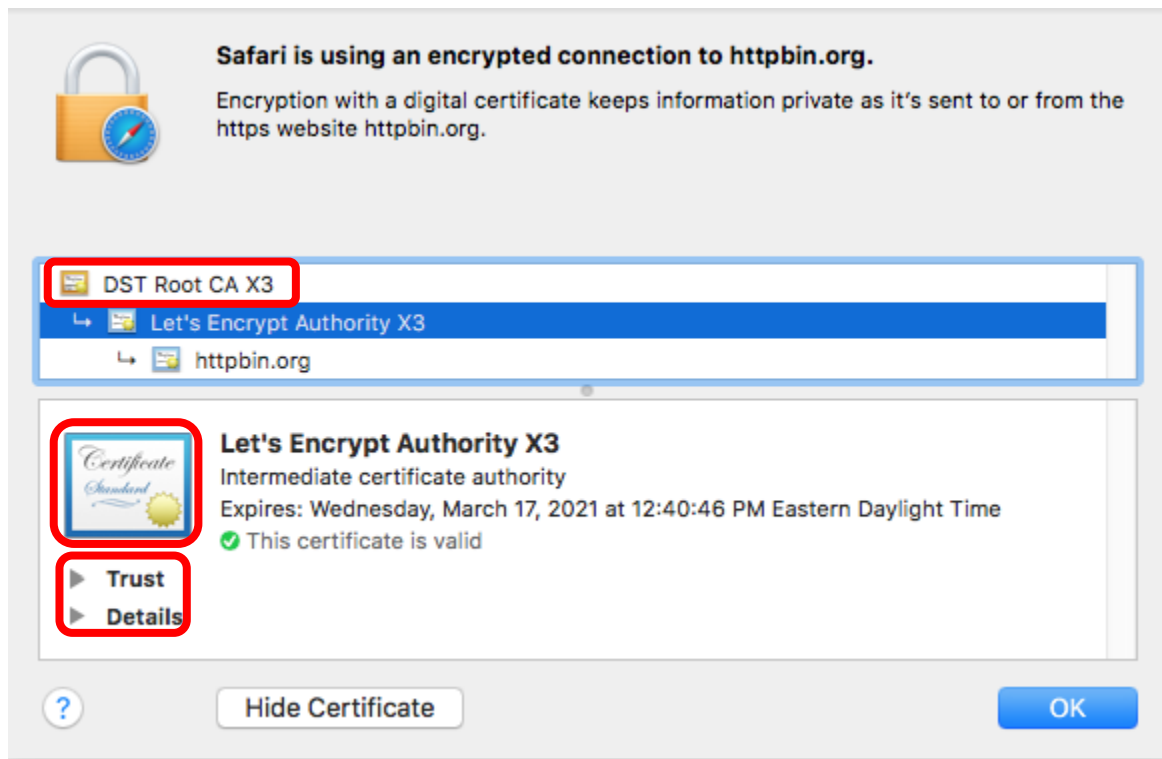 Safari is using an encrypted connection to httpbin.org.
Encryption with a digital certificate keeps information private as it's sent to or from the
https website httpbin.org.
DST Root CA X3
Let's Encrypt Authority X3
httpbin.org
Certificate
Standard
Let's Encrypt Authority X3
Intermediate certificate authority
Expires: Wednesday, March 17, 2021 at 12:40:46 PM Eastern Daylight Time
This certificate is valid
Trust
Details
?
Hide Certificate
OK